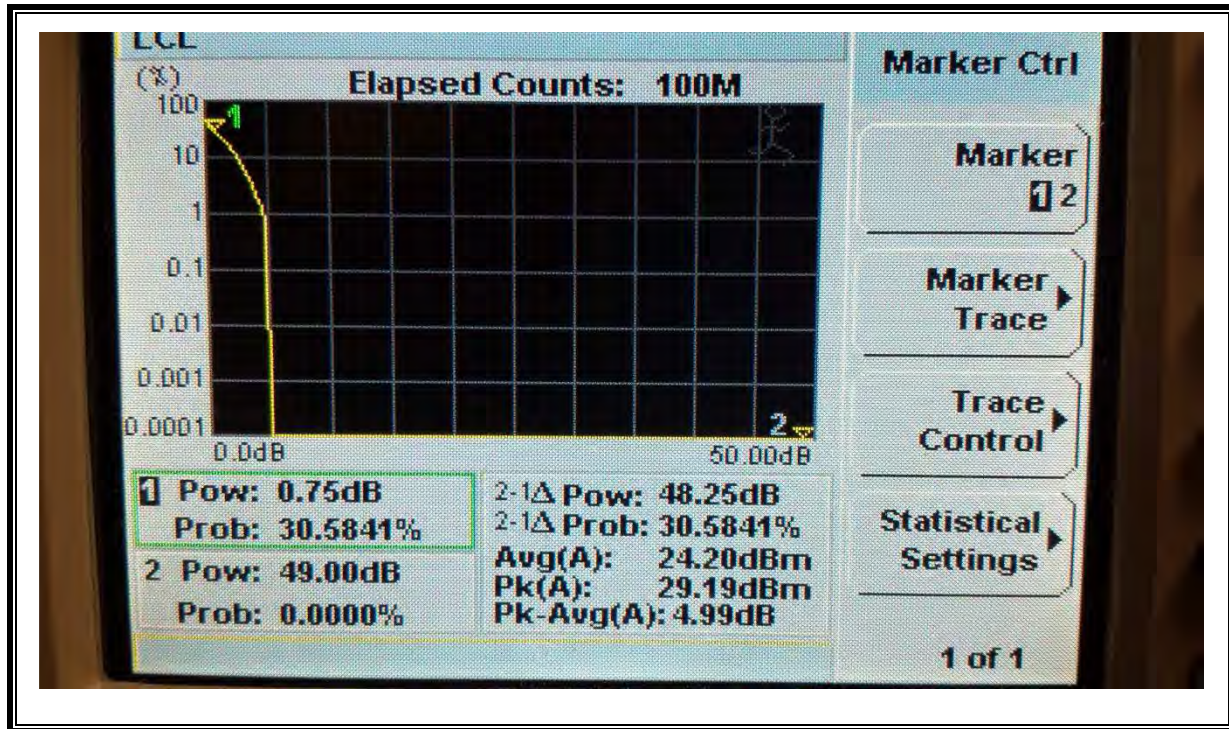 LCL
(%)
Elapsed Counts: 100M
100
10
1
0.1
0.01
0.001
0.0001
1
2
0.0dB
50.00dB
1 Pow: 0.75dB
Prob: 30.5841%
2 Pow: 49.00dB
Prob: 0.0000%
2-1Δ Pow: 48.25dB
2-1Δ Prob: 30.5841%
Avg(A): 24.20dBm
Pk(A): 29.19dBm
Pk-Avg(A): 4.99dB
Marker Ctrl
Marker
1 2
Marker
Trace
Trace
Control
Statistical
Settings
1 of 1